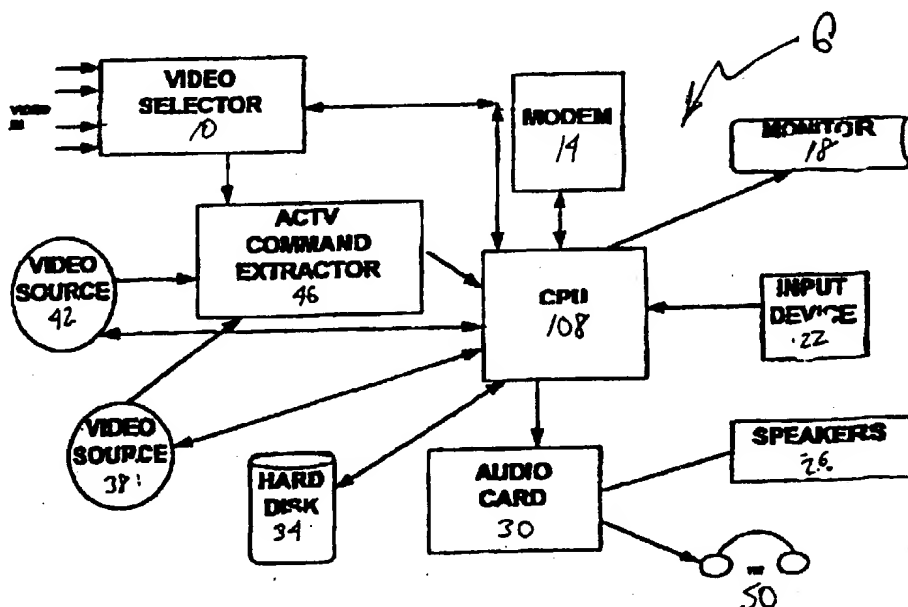 6
VIDEO
SELECTOR
10
MODEM
14
MONITOR
18
ACTV
COMMAND
EXTRACTOR
46
VIDEO
SOURCE
42
CPU
108
INPUT
DEVICE
22
VIDEO
SOURCE
38
HARD
DISK
34
AUDIO
CARD
30
SPEAKERS
26
50